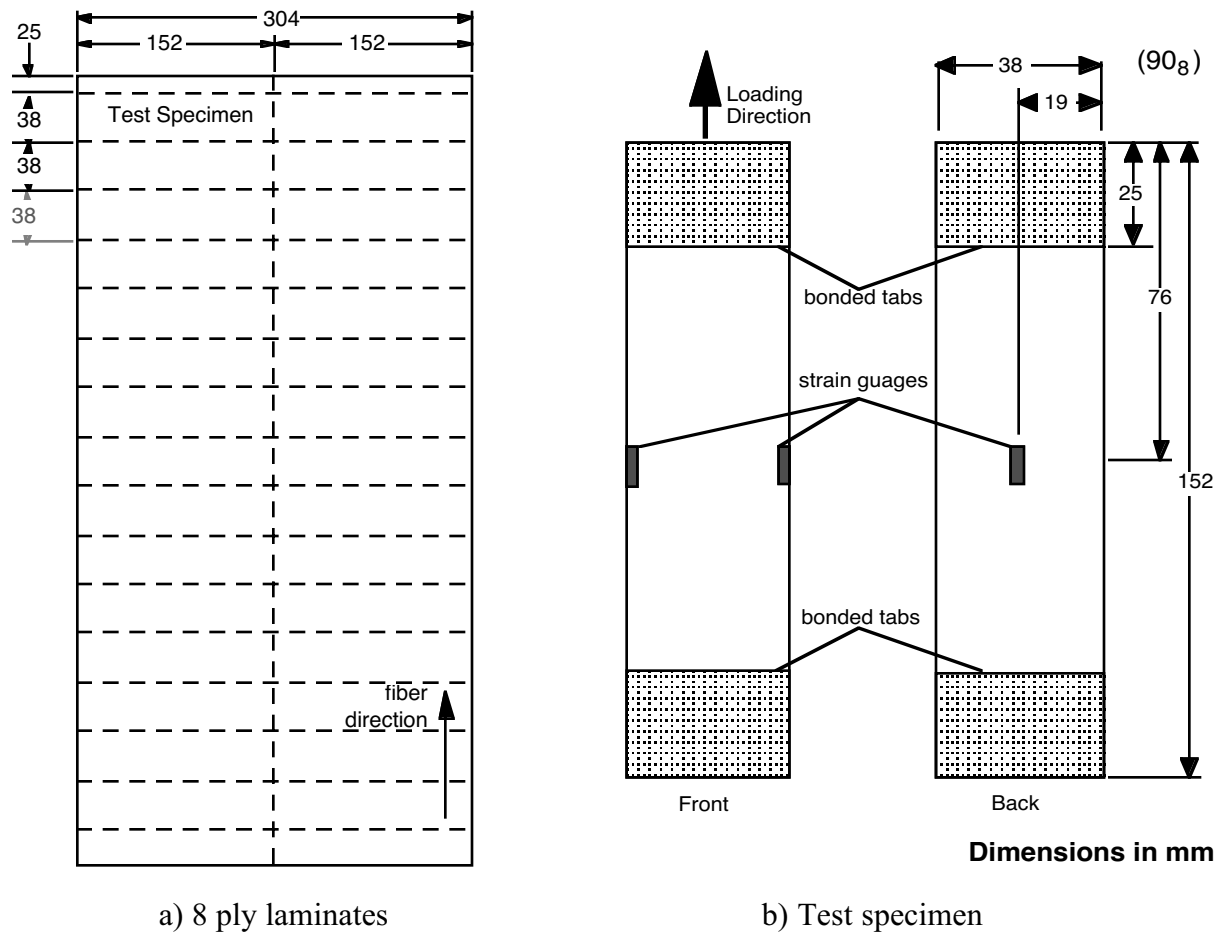 304
25
152
152
38
Test Specimen
38
38
fiber
direction
a) 8 ply laminates
38
(90₈)
Loading
Direction
19
25
bonded tabs
76
strain guages
152
bonded tabs
Front
Back
Dimensions in mm
b) Test specimen